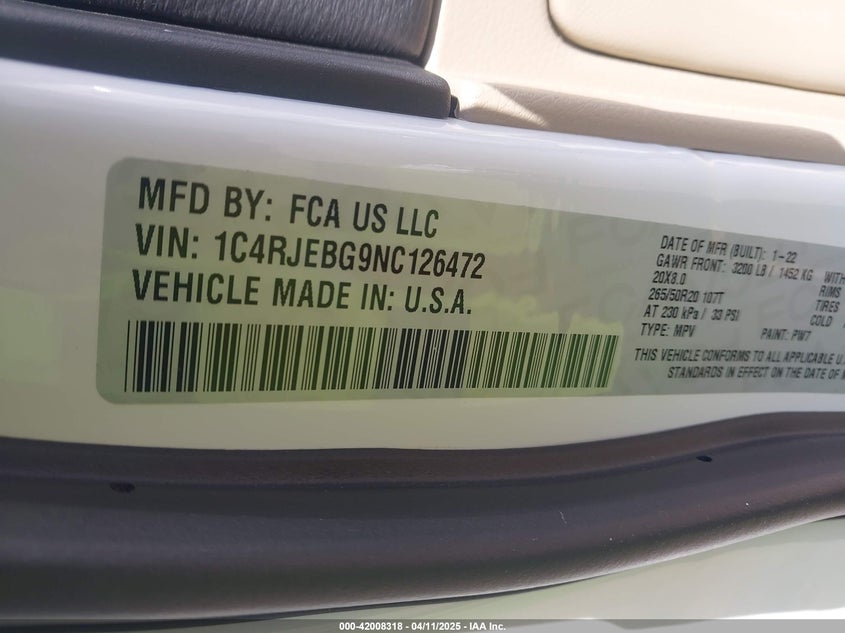 MFD BY: FCA US LLC
VIN: 1C4RJEBG9NC126472
VEHICLE MADE IN: U.S.A.
DATE OF MFR (BUILT): 1-22
GAWR FRONT: 3200 LB / 1452 KG WITH
20X8.0 RIMS
265/50R20 107T TIRES
AT 230 kPa / 33 PSI COLD
TYPE: MPV PAINT: PW7
THIS VEHICLE CONFORMS TO ALL APPLICABLE U.
STANDARDS IN EFFECT ON THE DATE OF M
000-42008318 - 04/11/2025 - IAA Inc.